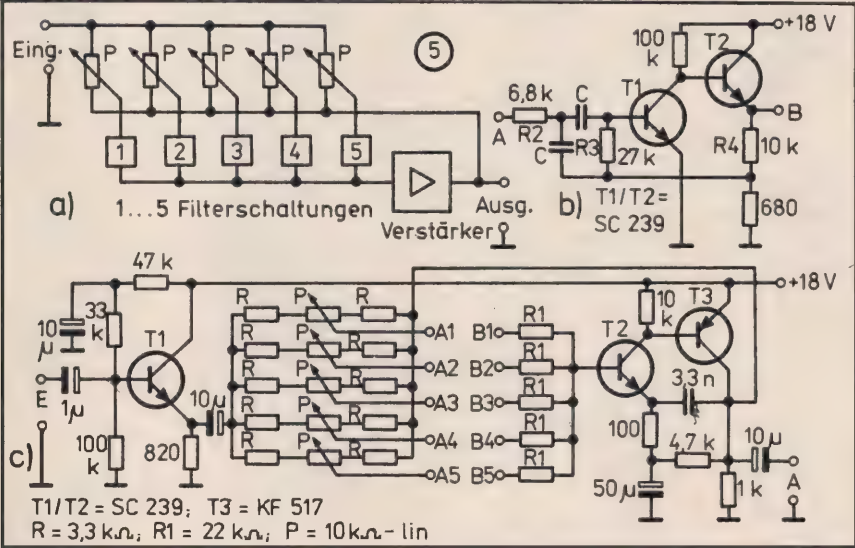 Eing.
P P P P P
5
1 2 3 4 5
a) 1...5 Filterschaltungen
Verstärker
Ausg.
+18 V
100 k
T2
T1
6,8 k
C
A
R2
C
R3
27 k
B
R4
10 k
680
b) T1/T2=
SC 239
47 k
33 k
10 µ
T1
E
1µ
100 k
820
10µ
c)
R P R
R P R
R P R
R P R
R P R
A1 B1 R1
A2 B2 R1
A3 B3 R1
A4 B4 R1
A5 B5 R1
+18 V
10 k
T3
T2
3,3 n
100
4,7 k
10 µ
50 µ
1 k
A
T1/T2 = SC 239; T3 = KF 517
R = 3,3 kΩ; R1 = 22 kΩ; P = 10kΩ - lin